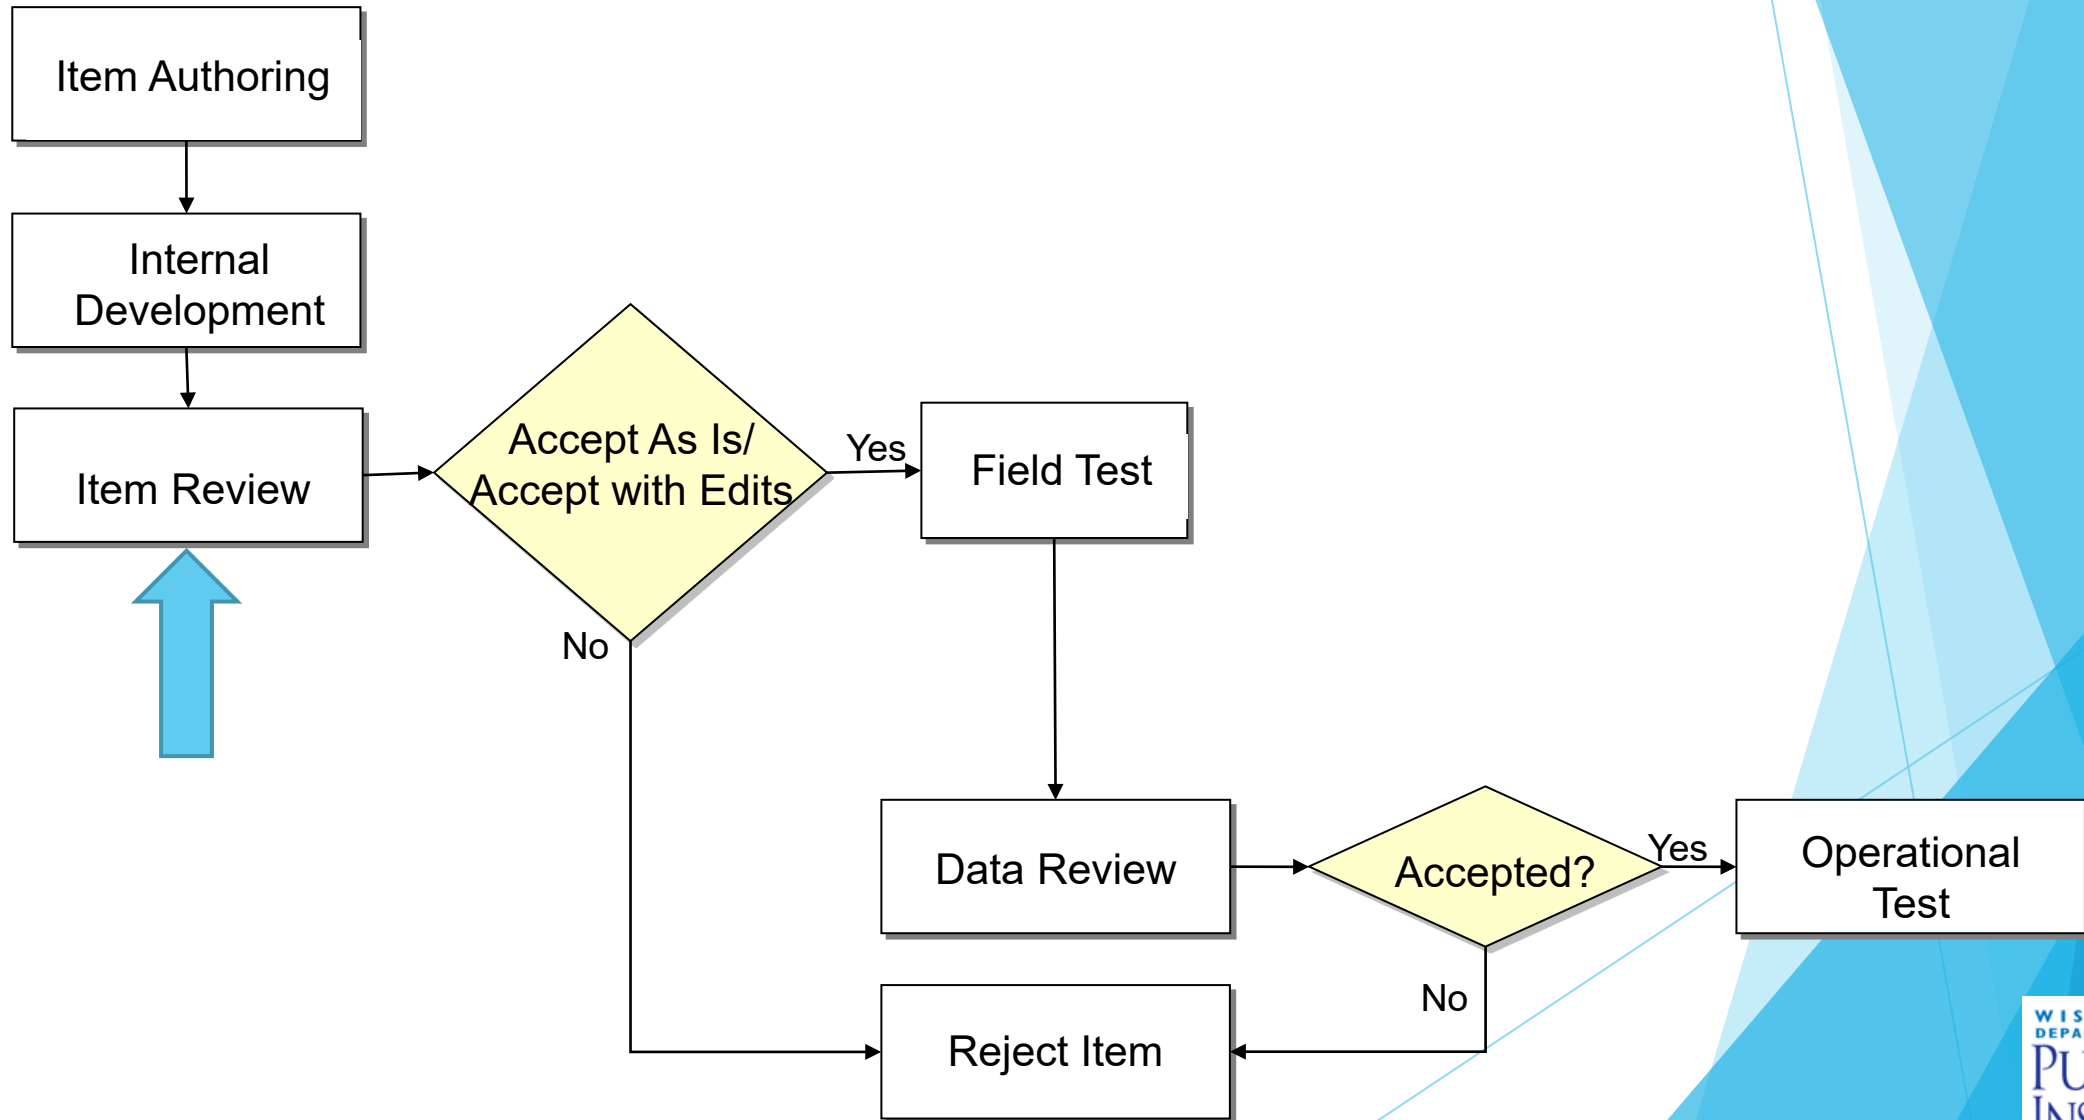 Item Authoring
Internal
Development
Item Review
Accept As Is/
Accept with Edits
Yes
Field Test
No
Data Review
Accepted?
Yes
Operational
Test
No
Reject Item